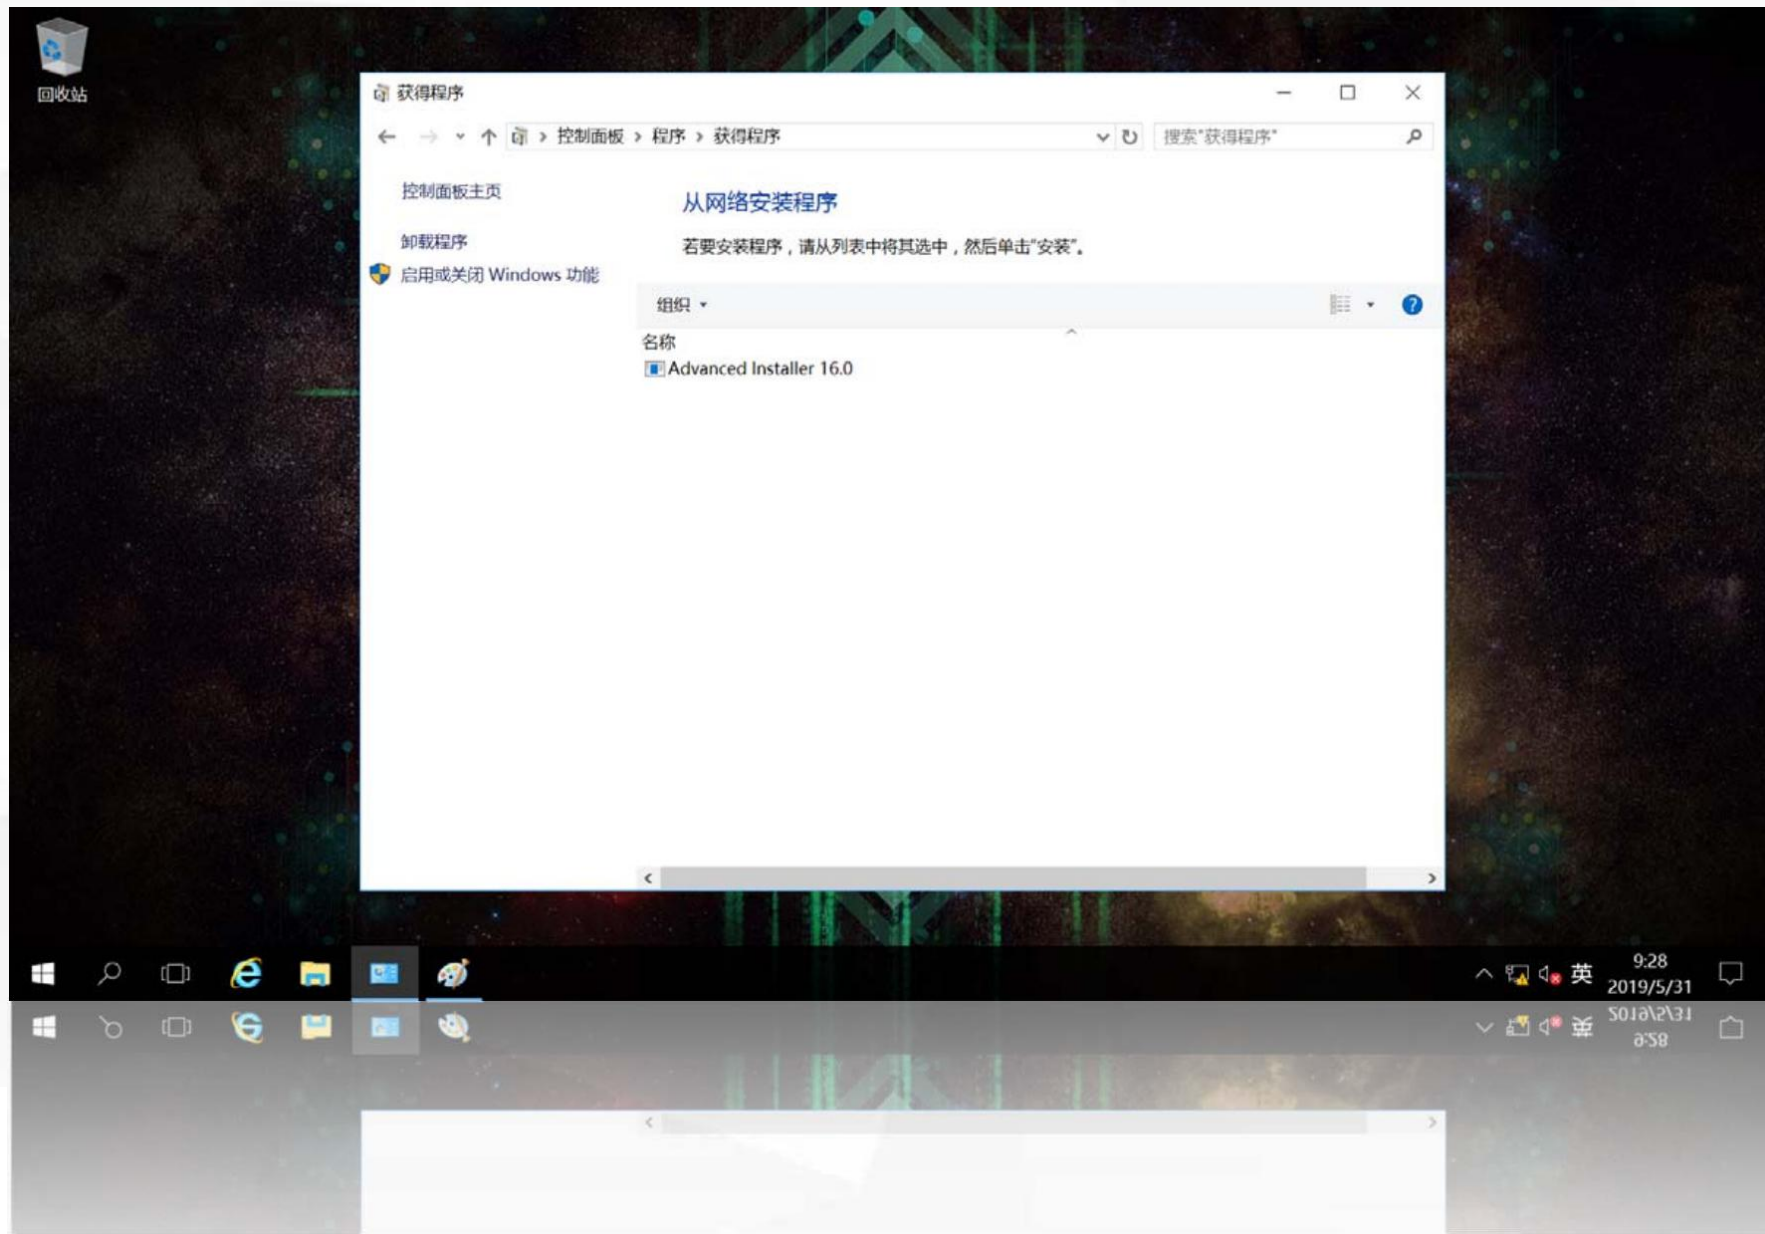 回收站
获得程序
控制面板 › 程序 › 获得程序
搜索"获得程序"
控制面板主页
卸载程序
启用或关闭 Windows 功能
从网络安装程序
若要安装程序，请从列表中将其选中，然后单击"安装"。
组织
名称
Advanced Installer 16.0
英
9:28
2019/5/31